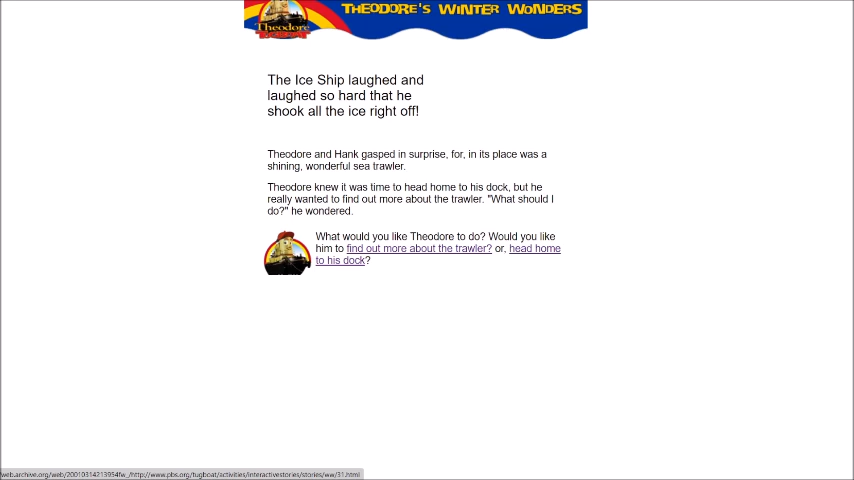 Theodore
THEODORE'S WINTER WONDERS
The Ice Ship laughed and
laughed so hard that he
shook all the ice right off!
Theodore and Hank gasped in surprise, for, in its place was a
shining, wonderful sea trawler.
Theodore knew it was time to head home to his dock, but he
really wanted to find out more about the trawler. "What should I
do?" he wondered.
What would you like Theodore to do? Would you like
him to find out more about the trawler? or, head home
to his dock?
web.archive.org/web/20010314213954fw_/http://www.pbs.org/tugboat/activities/interactivestories/stories/ww/31.html